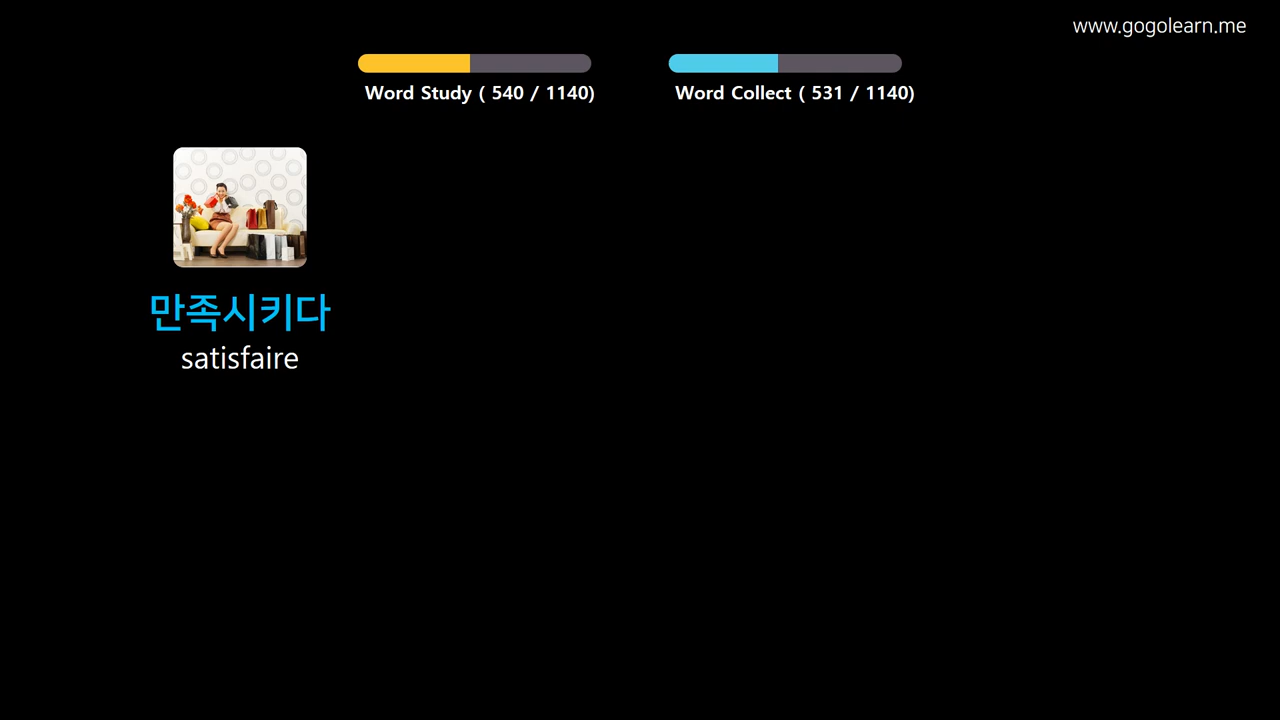 www.gogolearn.me
Word Study ( 540 / 1140)
Word Collect ( 531 / 1140)
만족시키다
satisfaire